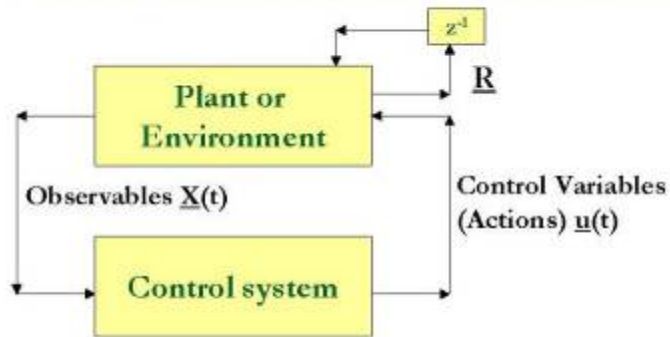 z⁻¹
Plant or
Environment
R
Observables X(t)
Control Variables
(Actions) u(t)
Control system